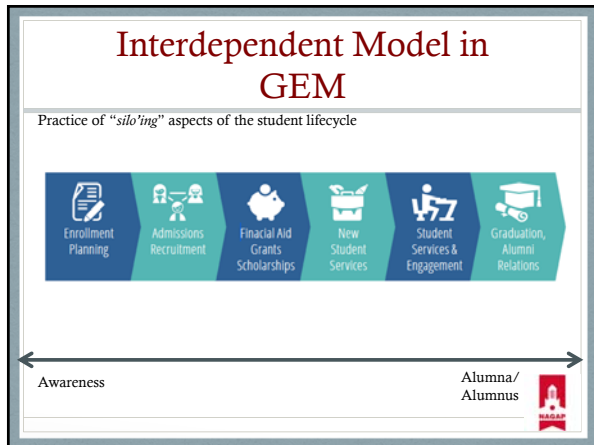 Interdependent Model in
GEM
Practice of “silo’ing” aspects of the student lifecycle
Enrollment
Planning
Admissions
Recruitment
Finacial Aid
Grants
Scholarships
New
Student
Services
Student
Services &
Engagement
Graduation,
Alumni
Relations
Awareness
Alumna/
Alumnus
NAGAP